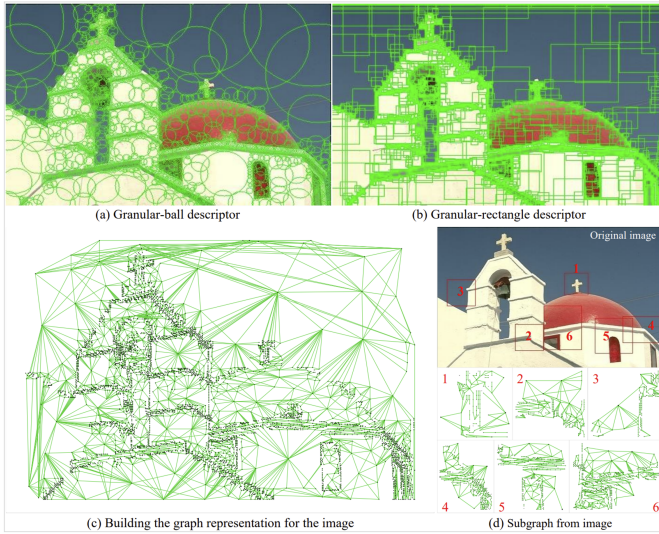 (a) Granular-ball descriptor
(b) Granular-rectangle descriptor
Original image
1
3
2
6
5
4
1
2
3
4
5
6
(c) Building the graph representation for the image
(d) Subgraph from image